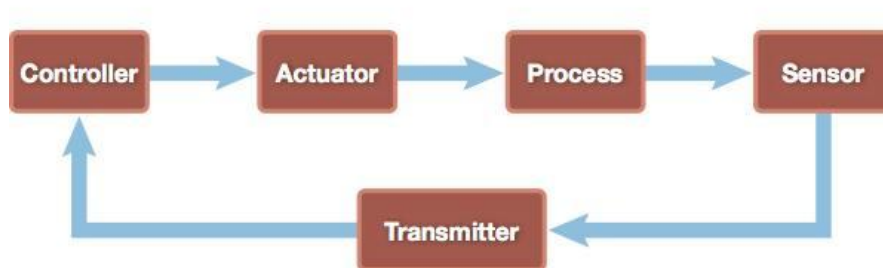 Controller
Actuator
Process
Sensor
Transmitter